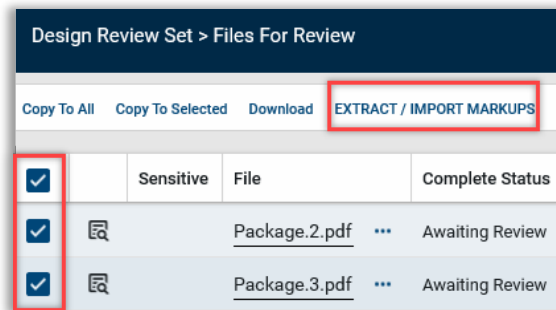 Design Review Set > Files For Review
Copy To All Copy To Selected Download EXTRACT / IMPORT MARKUPS
Sensitive File Complete Status
Package.2.pdf ••• Awaiting Review
Package.3.pdf ••• Awaiting Review